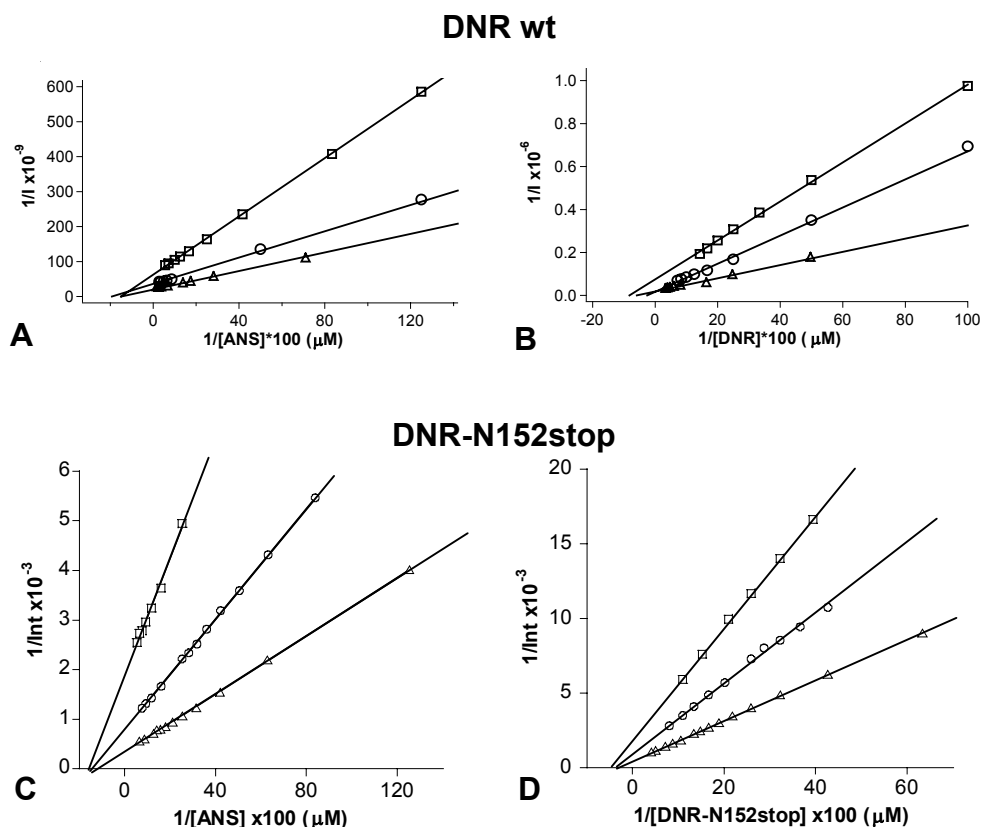 DNR wt
600
500
400
300
200
100
0
1/I x10-9
0 40 80 120
1/[ANS]*100 (μM)
A
1.0
0.8
0.6
0.4
0.2
0.0
1/I x10-6
-20 0 20 40 60 80 100
1/[DNR]*100 (μM)
B
DNR-N152stop
6
5
4
3
2
1
0
1/Int x10-3
0 40 80 120
1/[ANS] x100 (μM)
C
20
15
10
5
0
1/Int x10-3
0 20 40 60
1/[DNR-N152stop] x100 (μM)
D